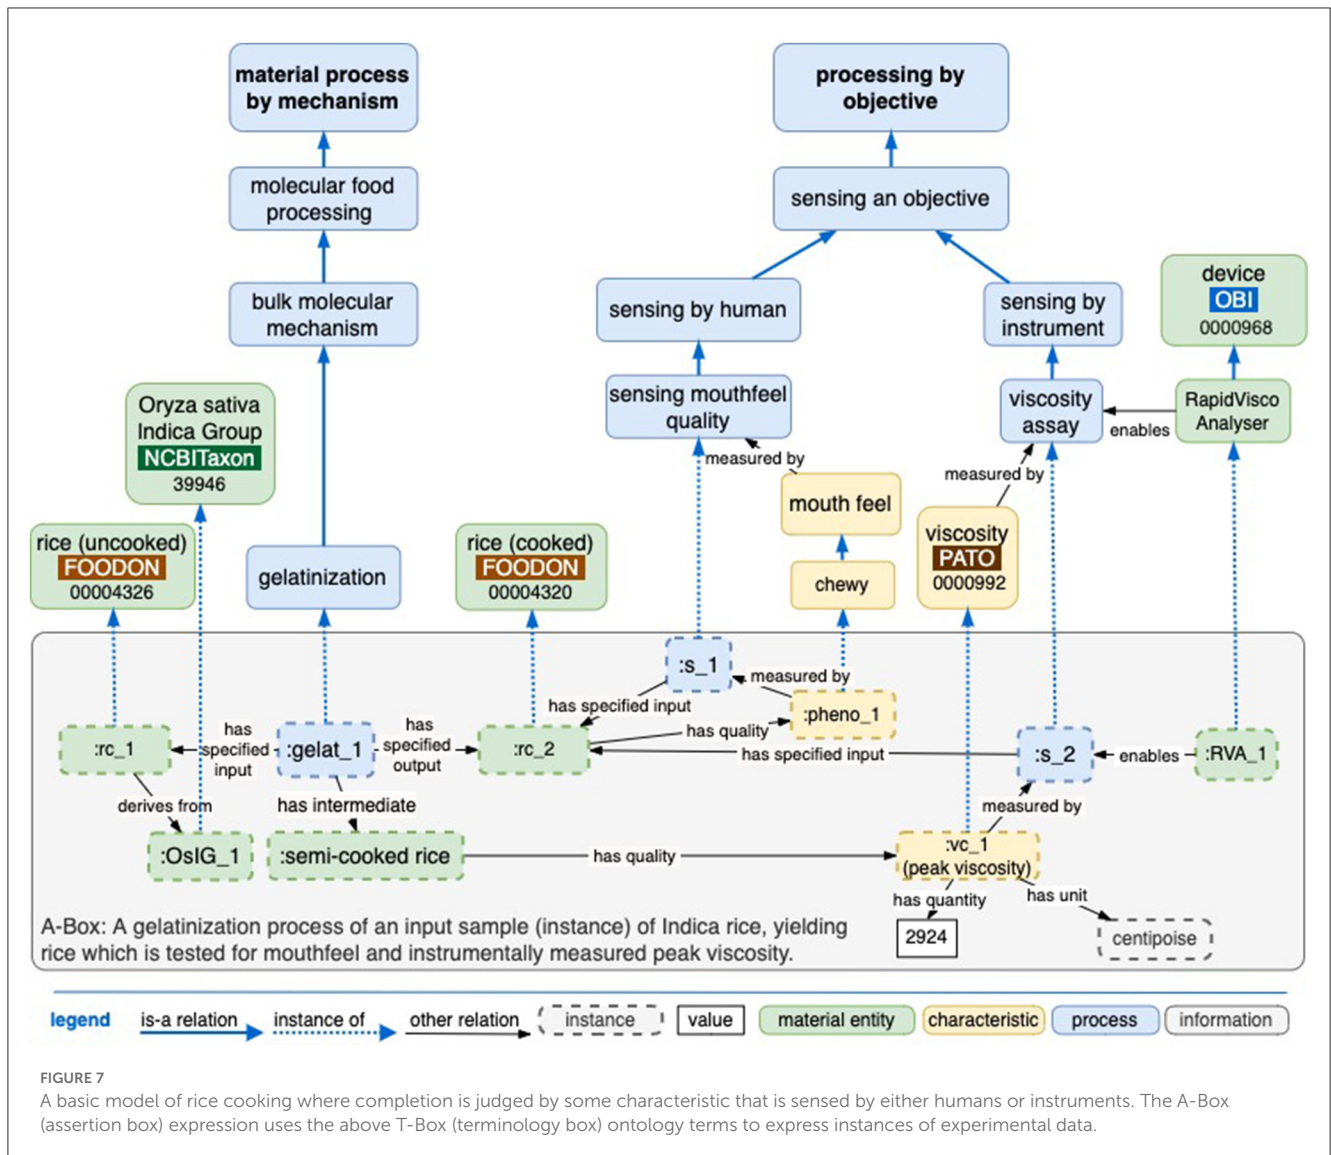 material process
by mechanism
processing by
objective
molecular food
processing
sensing an objective
bulk molecular
mechanism
sensing by human
sensing by
instrument
device
OBI
0000968
Oryza sativa
Indica Group
NCBITaxon
39946
sensing mouthfeel
quality
viscosity
assay
enables
RapidVisco
Analyser
measured by
measured by
mouth feel
rice (uncooked)
FOODON
00004326
gelatinization
rice (cooked)
FOODON
00004320
chewy
viscosity
PATO
0000992
:s_1
measured by
has specified input
:pheno_1
:rc_1
has
specified
input
:gelat_1
has
specified
output
:rc_2
has quality
has specified input
:s_2
enables
:RVA_1
derives from
has intermediate
measured by
:OsIG_1
:semi-cooked rice
has quality
:vc_1
(peak viscosity)
has quantity
has unit
2924
centipoise
A-Box: A gelatinization process of an input sample (instance) of Indica rice, yielding
rice which is tested for mouthfeel and instrumentally measured peak viscosity.
legend
is-a relation
instance of
other relation
instance
value
material entity
characteristic
process
information
FIGURE 7
A basic model of rice cooking where completion is judged by some characteristic that is sensed by either humans or instruments. The A-Box
(assertion box) expression uses the above T-Box (terminology box) ontology terms to express instances of experimental data.